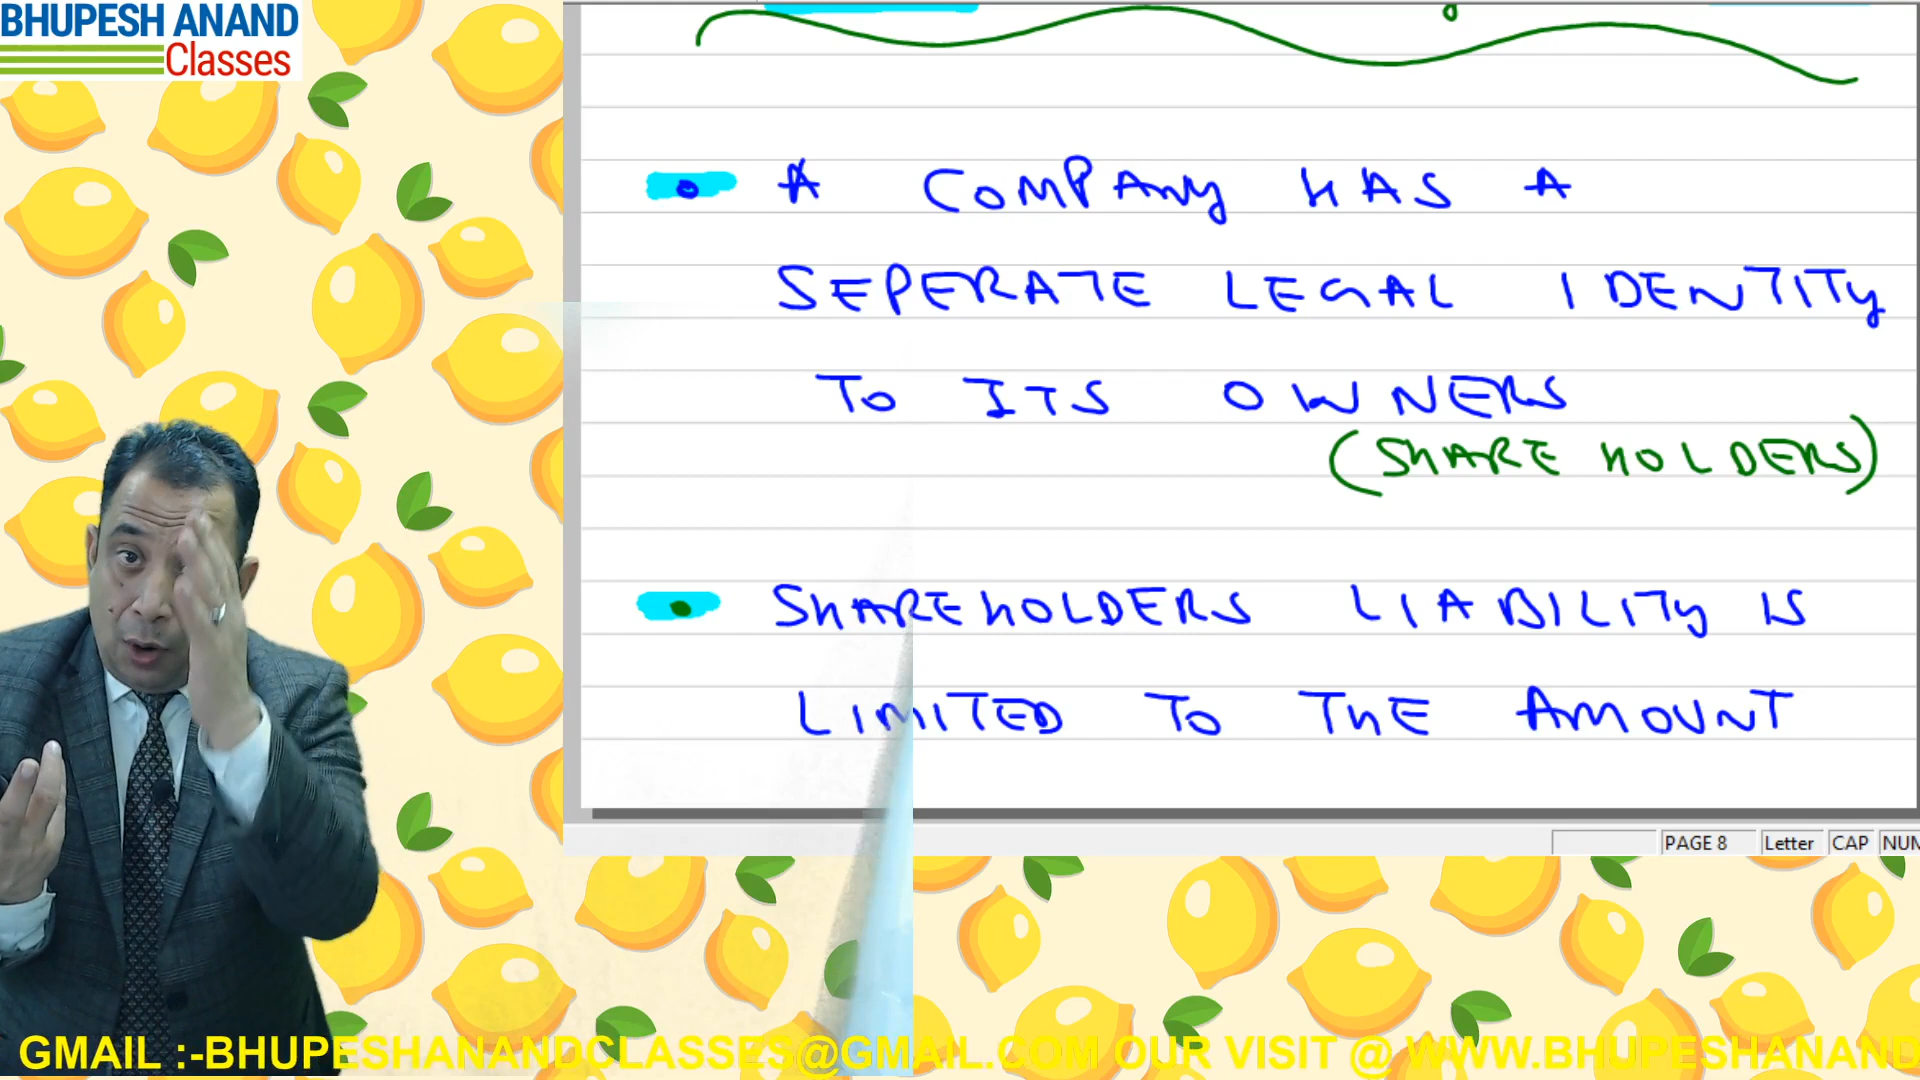 BHUPESH ANAND
Classes
A COMPANY HAS A
SEPERATE LEGAL IDENTITY
TO ITS OWNERS
(SHARE HOLDERS)
SHAREHOLDERS LIABILITY IS
LIMITED TO THE AMOUNT
PAGE 8 Letter CAP NUM
GMAIL :-BHUPESHANANDCLASSES@GMAIL.COM OUR VISIT @ WWW.BHUPESHANAND